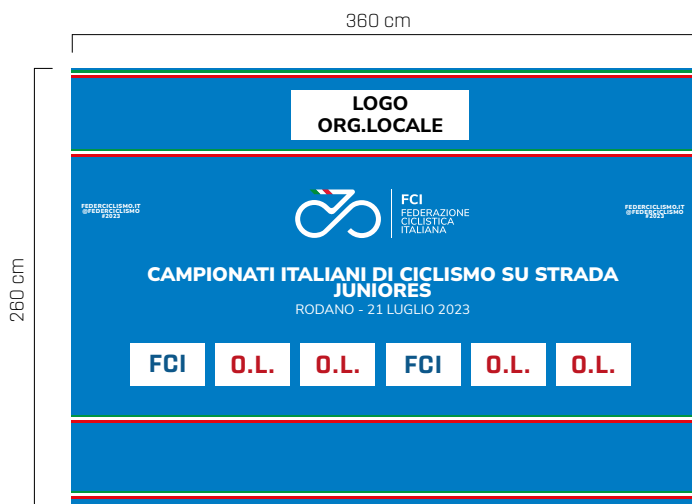 360 cm
260 cm
LOGO
ORG.LOCALE
FEDERCICLISMO.IT
@FEDERCICLISMO
#2023
FCI
FEDERAZIONE
CICLISTICA
ITALIANA
FEDERCICLISMO.IT
@FEDERCICLISMO
#2023
CAMPIONATI ITALIANI DI CICLISMO SU STRADA
JUNIORES
RODANO - 21 LUGLIO 2023
FCI O.L. O.L. FCI O.L. O.L.